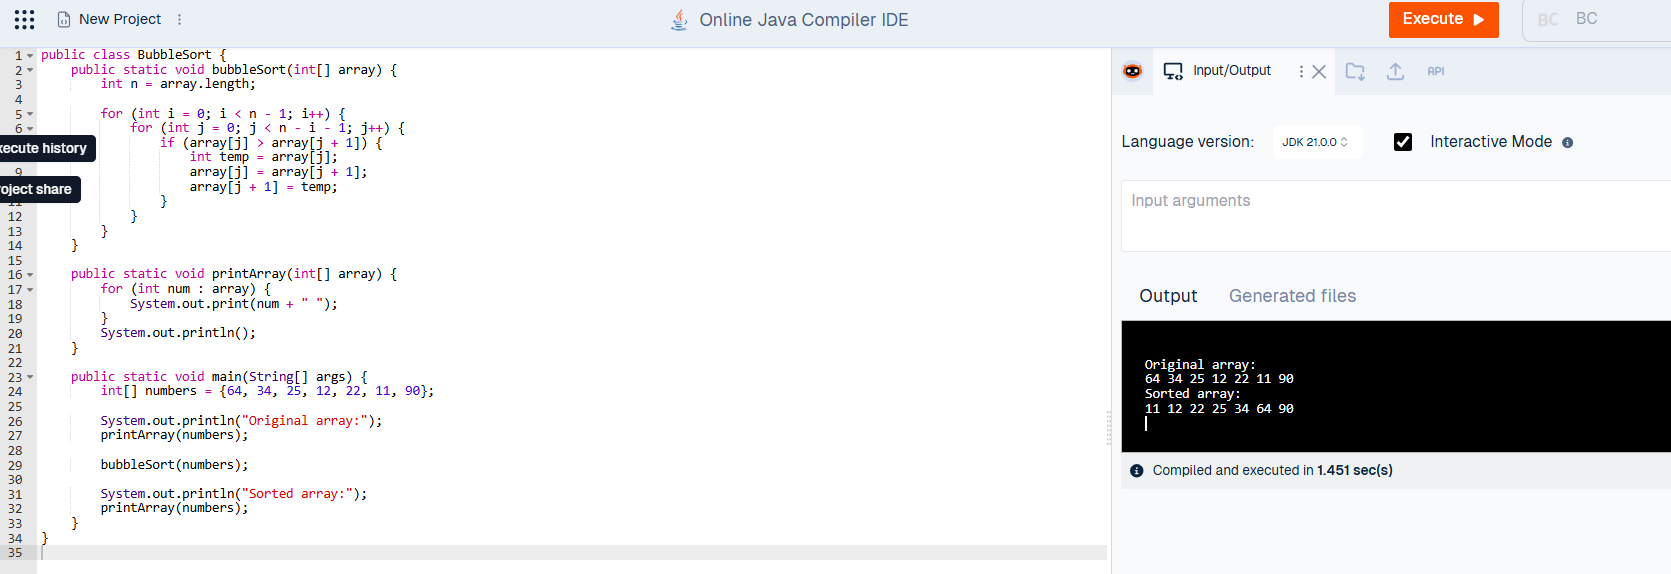 New Project
Online Java Compiler IDE
Execute
BC BC
1 public class BubbleSort {
2     public static void bubbleSort(int[] array) {
3         int n = array.length;
4
5         for (int i = 0; i < n - 1; i++) {
6             for (int j = 0; j < n - i - 1; j++) {
                if (array[j] > array[j + 1]) {
xecute history
                    int temp = array[j];
9                     array[j] = array[j + 1];
                    array[j + 1] = temp;
roject share
11                 }
12             }
13         }
14     }
15
16     public static void printArray(int[] array) {
17         for (int num : array) {
18             System.out.print(num + " ");
19         }
20         System.out.println();
21     }
22
23     public static void main(String[] args) {
24         int[] numbers = {64, 34, 25, 12, 22, 11, 90};
25
26         System.out.println("Original array:");
27         printArray(numbers);
28
29         bubbleSort(numbers);
30
31         System.out.println("Sorted array:");
32         printArray(numbers);
33     }
34 }
35
Input/Output
API
Language version:
JDK 21.0.0
Interactive Mode
Input arguments
Output
Generated files
Original array:
64 34 25 12 22 11 90
Sorted array:
11 12 22 25 34 64 90
Compiled and executed in 1.451 sec(s)